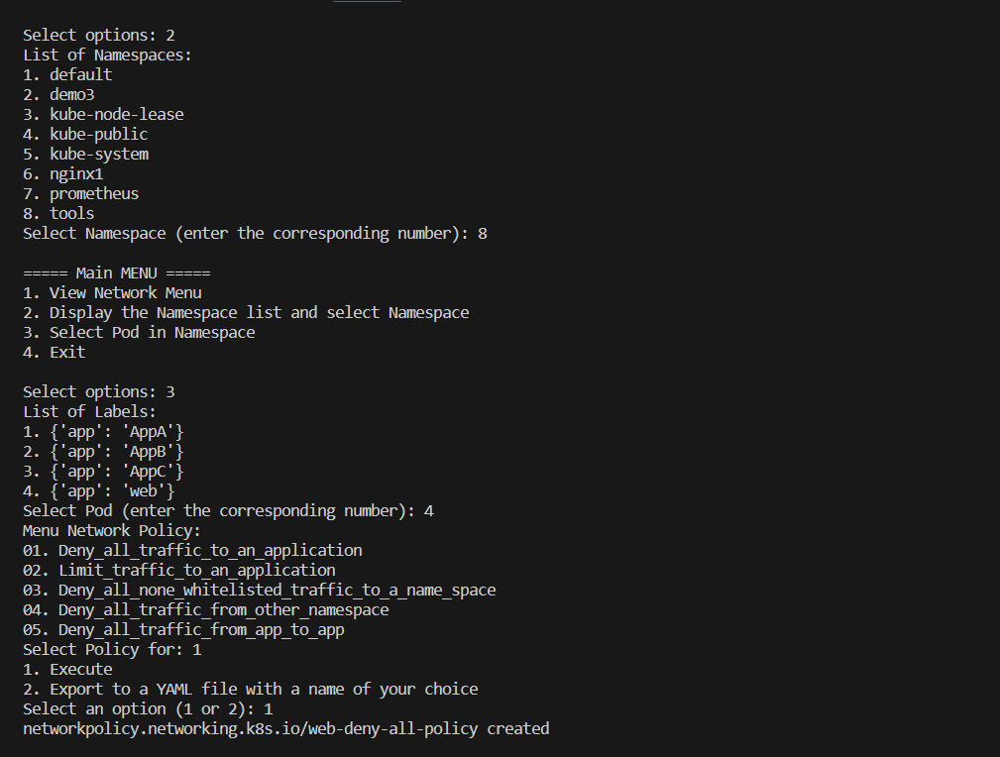 Select options: 2
List of Namespaces:
1. default
2. demo3
3. kube-node-lease
4. kube-public
5. kube-system
6. nginx1
7. prometheus
8. tools
Select Namespace (enter the corresponding number): 8
===== Main MENU =====
1. View Network Menu
2. Display the Namespace list and select Namespace
3. Select Pod in Namespace
4. Exit
Select options: 3
List of Labels:
1. {'app': 'AppA'}
2. {'app': 'AppB'}
3. {'app': 'AppC'}
4. {'app': 'web'}
Select Pod (enter the corresponding number): 4
Menu Network Policy:
01. Deny_all_traffic_to_an_application
02. Limit_traffic_to_an_application
03. Deny_all_none_whitelisted_traffic_to_a_name_space
04. Deny_all_traffic_from_other_namespace
05. Deny_all_traffic_from_app_to_app
Select Policy for: 1
1. Execute
2. Export to a YAML file with a name of your choice
Select an option (1 or 2): 1
networkpolicy.networking.k8s.io/web-deny-all-policy created